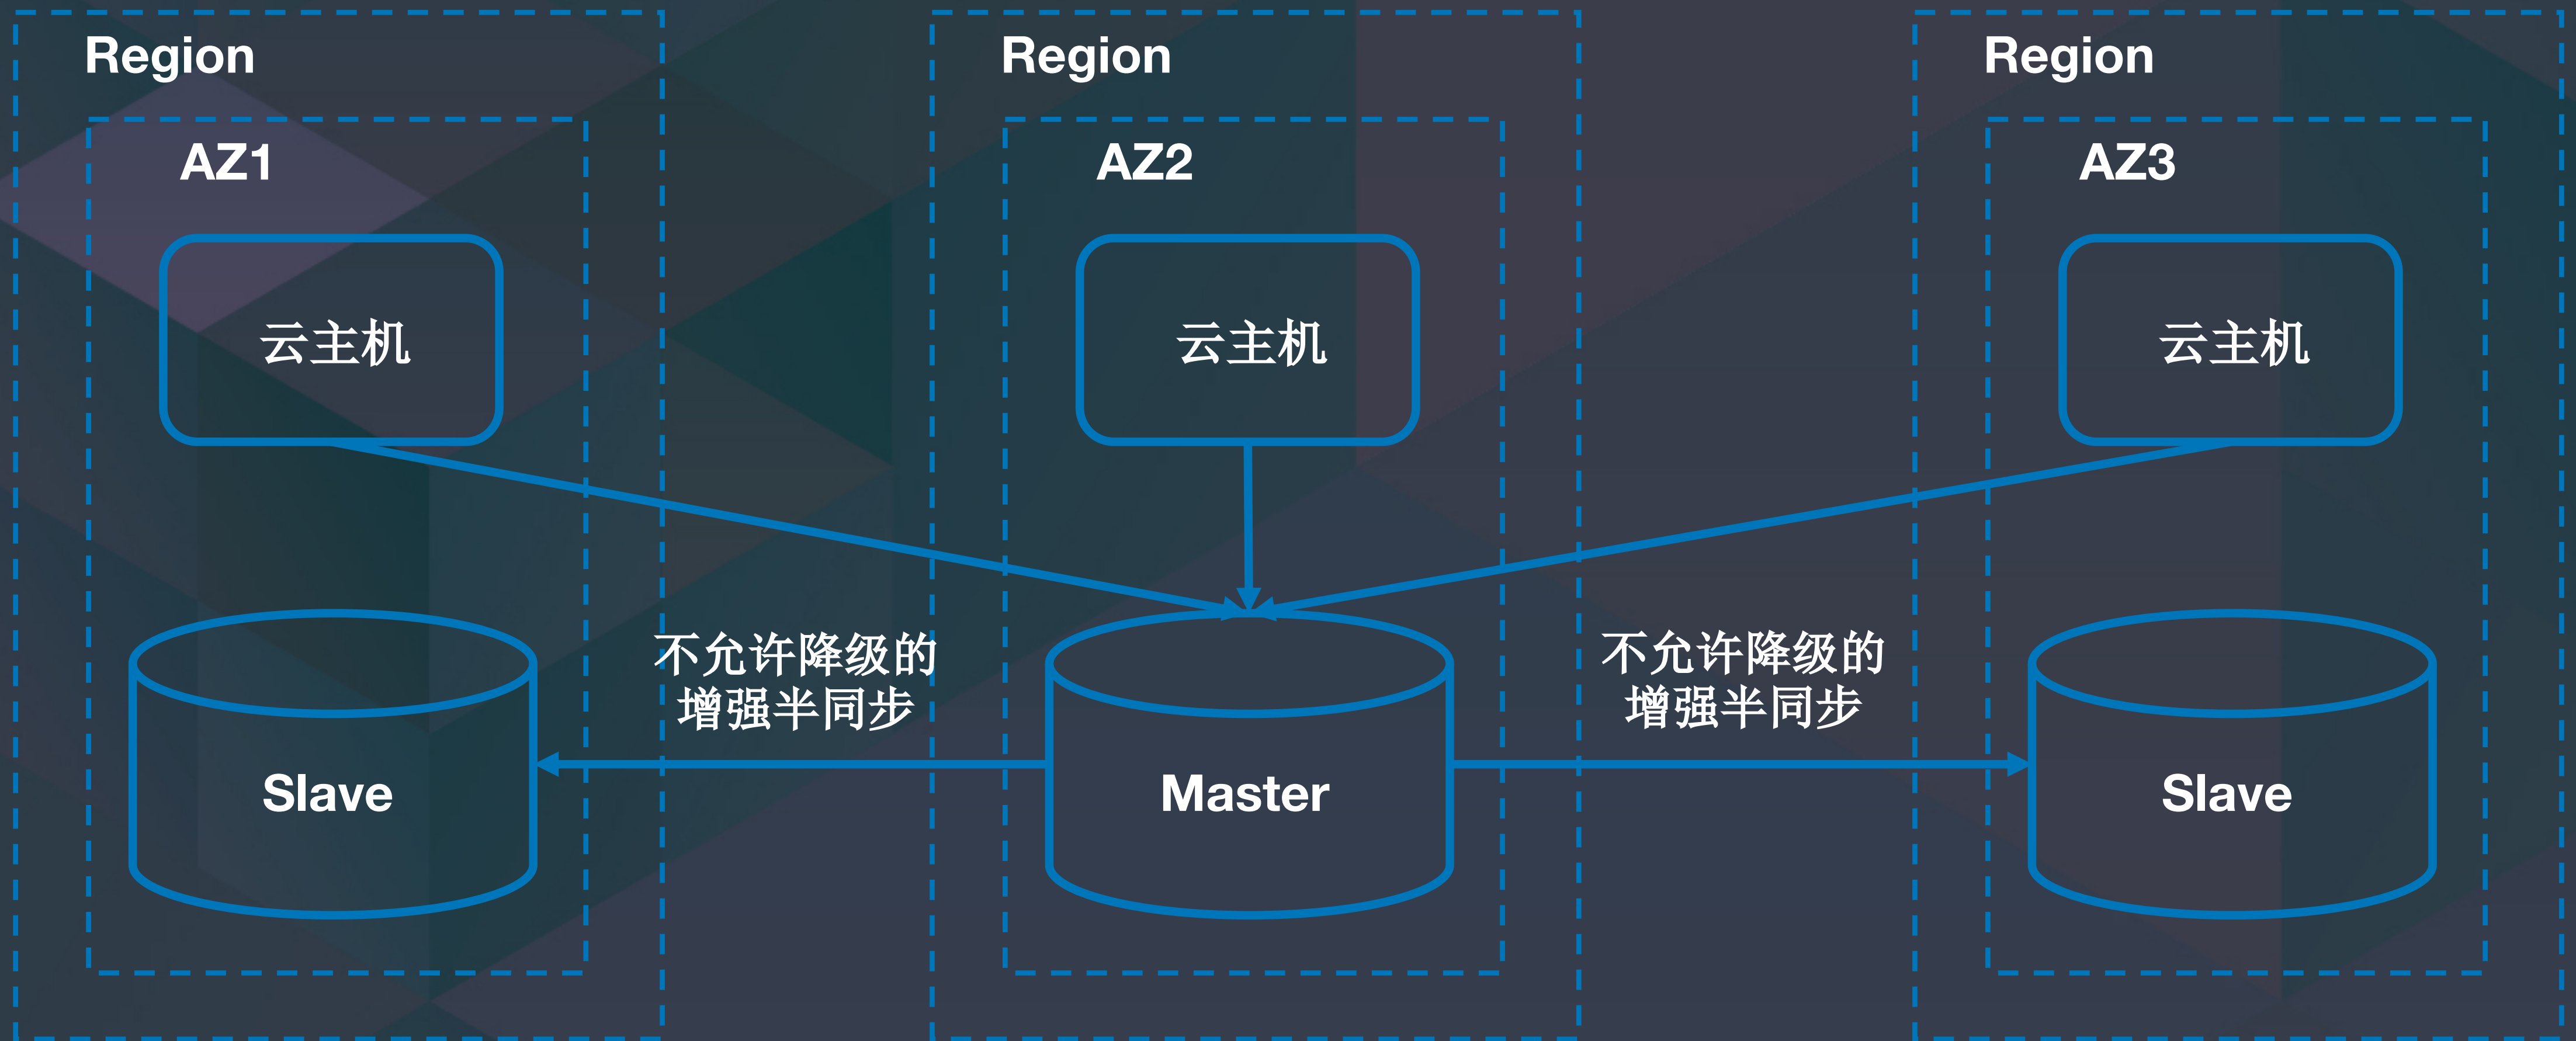 Region
AZ1
云主机
Slave
不允许降级的
增强半同步
Region
AZ2
云主机
Master
不允许降级的
增强半同步
Region
AZ3
云主机
Slave